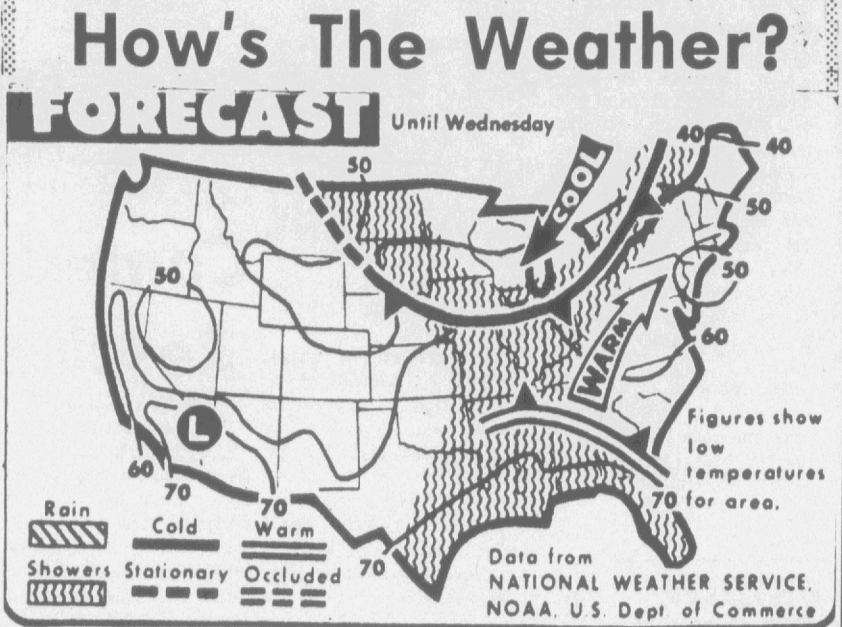 How's The Weather?
FORECAST
Until Wednesday
40
40
50
COOL
50
50
50
WARM
60
L
Figures show
low
temperatures
for area.
60
70
70
70
70
Rain
Cold
Warm
Showers
Stationary
Occluded
Data from
NATIONAL WEATHER SERVICE,
NOAA, U.S. Dept. of Commerce